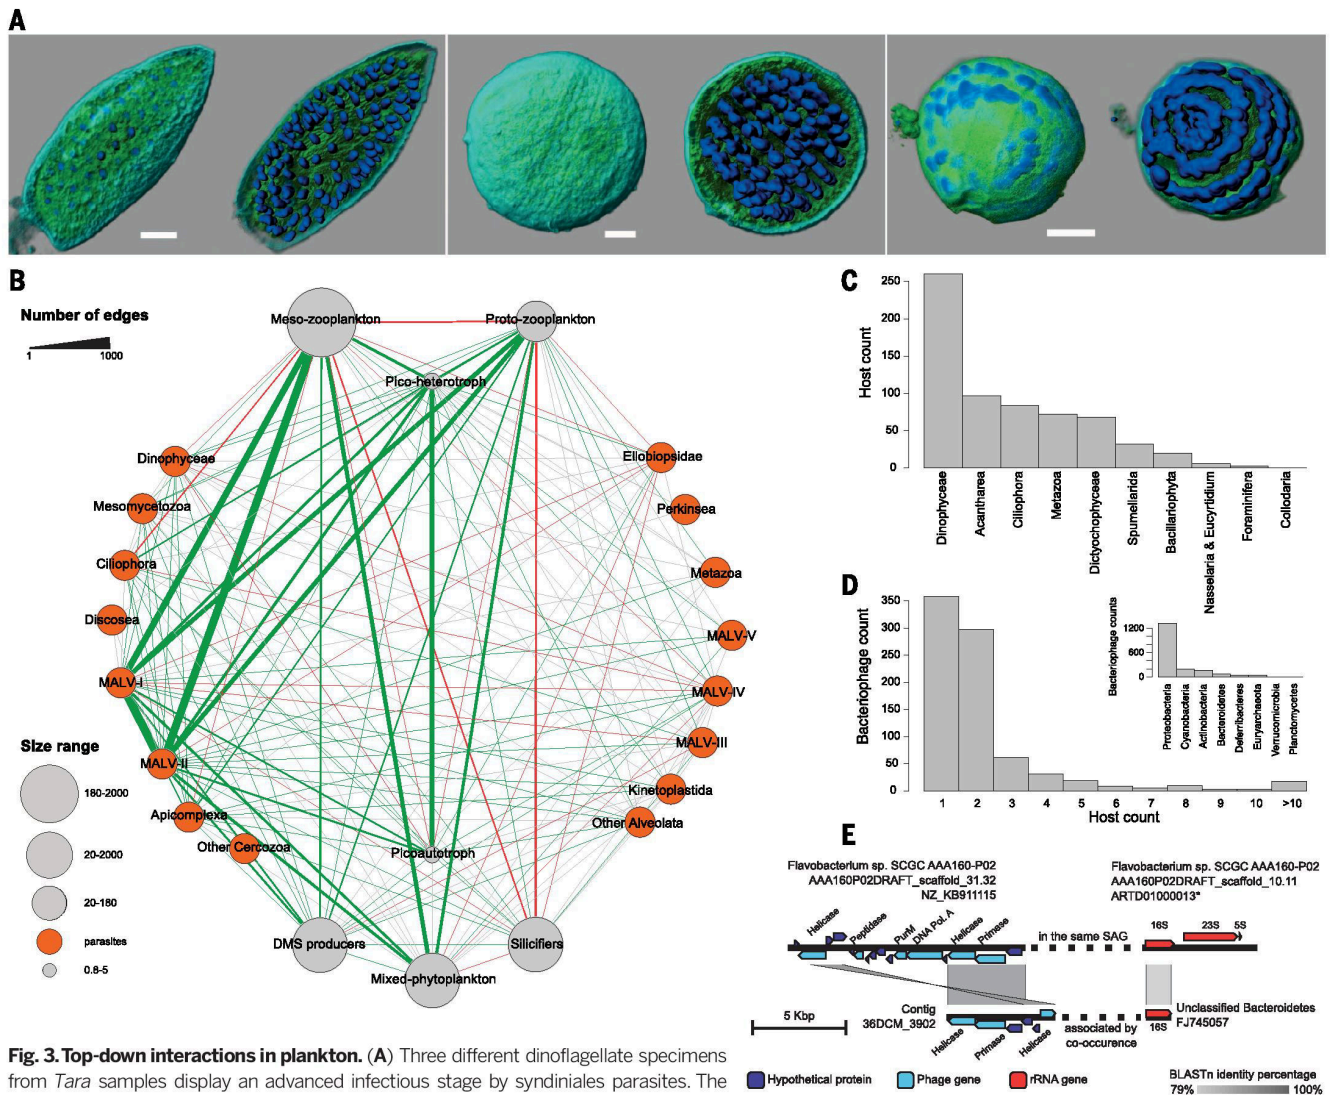 A
B
Number of edges
1 1000
Meso-zooplankton
Proto-zooplankton
Pico-heterotroph
Dinophyceae
Mesomycetozoa
Ciliophora
Discosea
MALV-I
MALV-II
Apicomplexa
Other Cercozoa
Ellobiopsidae
Perkinsea
Metazoa
MALV-V
MALV-IV
MALV-III
Kinetoplastida
Other Alveolata
Picoautotroph
DMS producers
Mixed-phytoplankton
Silicifiers
Size range
180-2000
20-2000
20-180
parasites
0.8-5
C
Host count
250
200
150
100
50
0
Dinophyceae
Acantharea
Ciliophora
Metazoa
Dictyochophyceae
Spumellarida
Bacillariophyta
Nassellaria & Eucyrtidium
Foraminifera
Collodaria
D
Bacteriophage count
350
300
250
200
150
100
50
0
1 2 3 4 5 6 7 8 9 10 >10
Host count
Bacteriophage counts
1200
600
0
Proteobacteria
Cyanobacteria
Actinobacteria
Bacteroidetes
Deferribacteres
Euryarchaeota
Verrucomicrobia
Planctomycetes
E
Flavobacterium sp. SCGC AAA160-P02
AAA160P02DRAFT_scaffold_31.32
NZ_KB911115
Flavobacterium sp. SCGC AAA160-P02
AAA160P02DRAFT_scaffold_10.11
ARTD01000013*
Helicase
Peptidase
PurM
DNA Pol. A
Helicase
Primase
in the same SAG
16S 23S 5S
5 Kbp
Contig
36DCM_3902
Helicase
Primase
Helicase
associated by
co-occurence
16S
Unclassified Bacteroidetes
FJ745057
Hypothetical protein
Phage gene
rRNA gene
BLASTn identity percentage
79% 100%
Fig. 3. Top-down interactions in plankton. (A) Three different dinoflagellate specimens
from Tara samples display an advanced infectious stage by syndiniales parasites. The